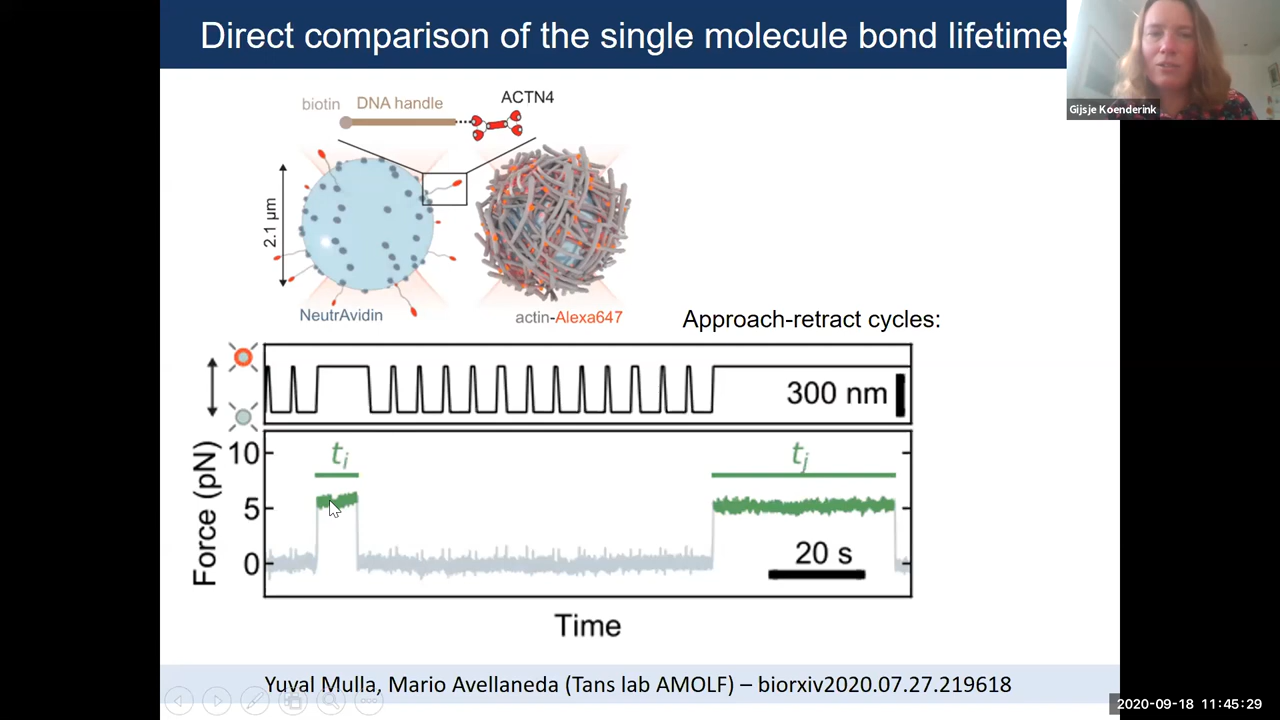 Direct comparison of the single molecule bond lifetimes
Gijsje Koenderink
biotin DNA handle ACTN4
2.1 μm
NeutrAvidin
actin-Alexa647
Approach-retract cycles:
300 nm
Force (pN)
10
5
0
ti
tj
20 s
Time
Yuval Mulla, Mario Avellaneda (Tans lab AMOLF) – biorxiv2020.07.27.219618
2020-09-18 11:45:29